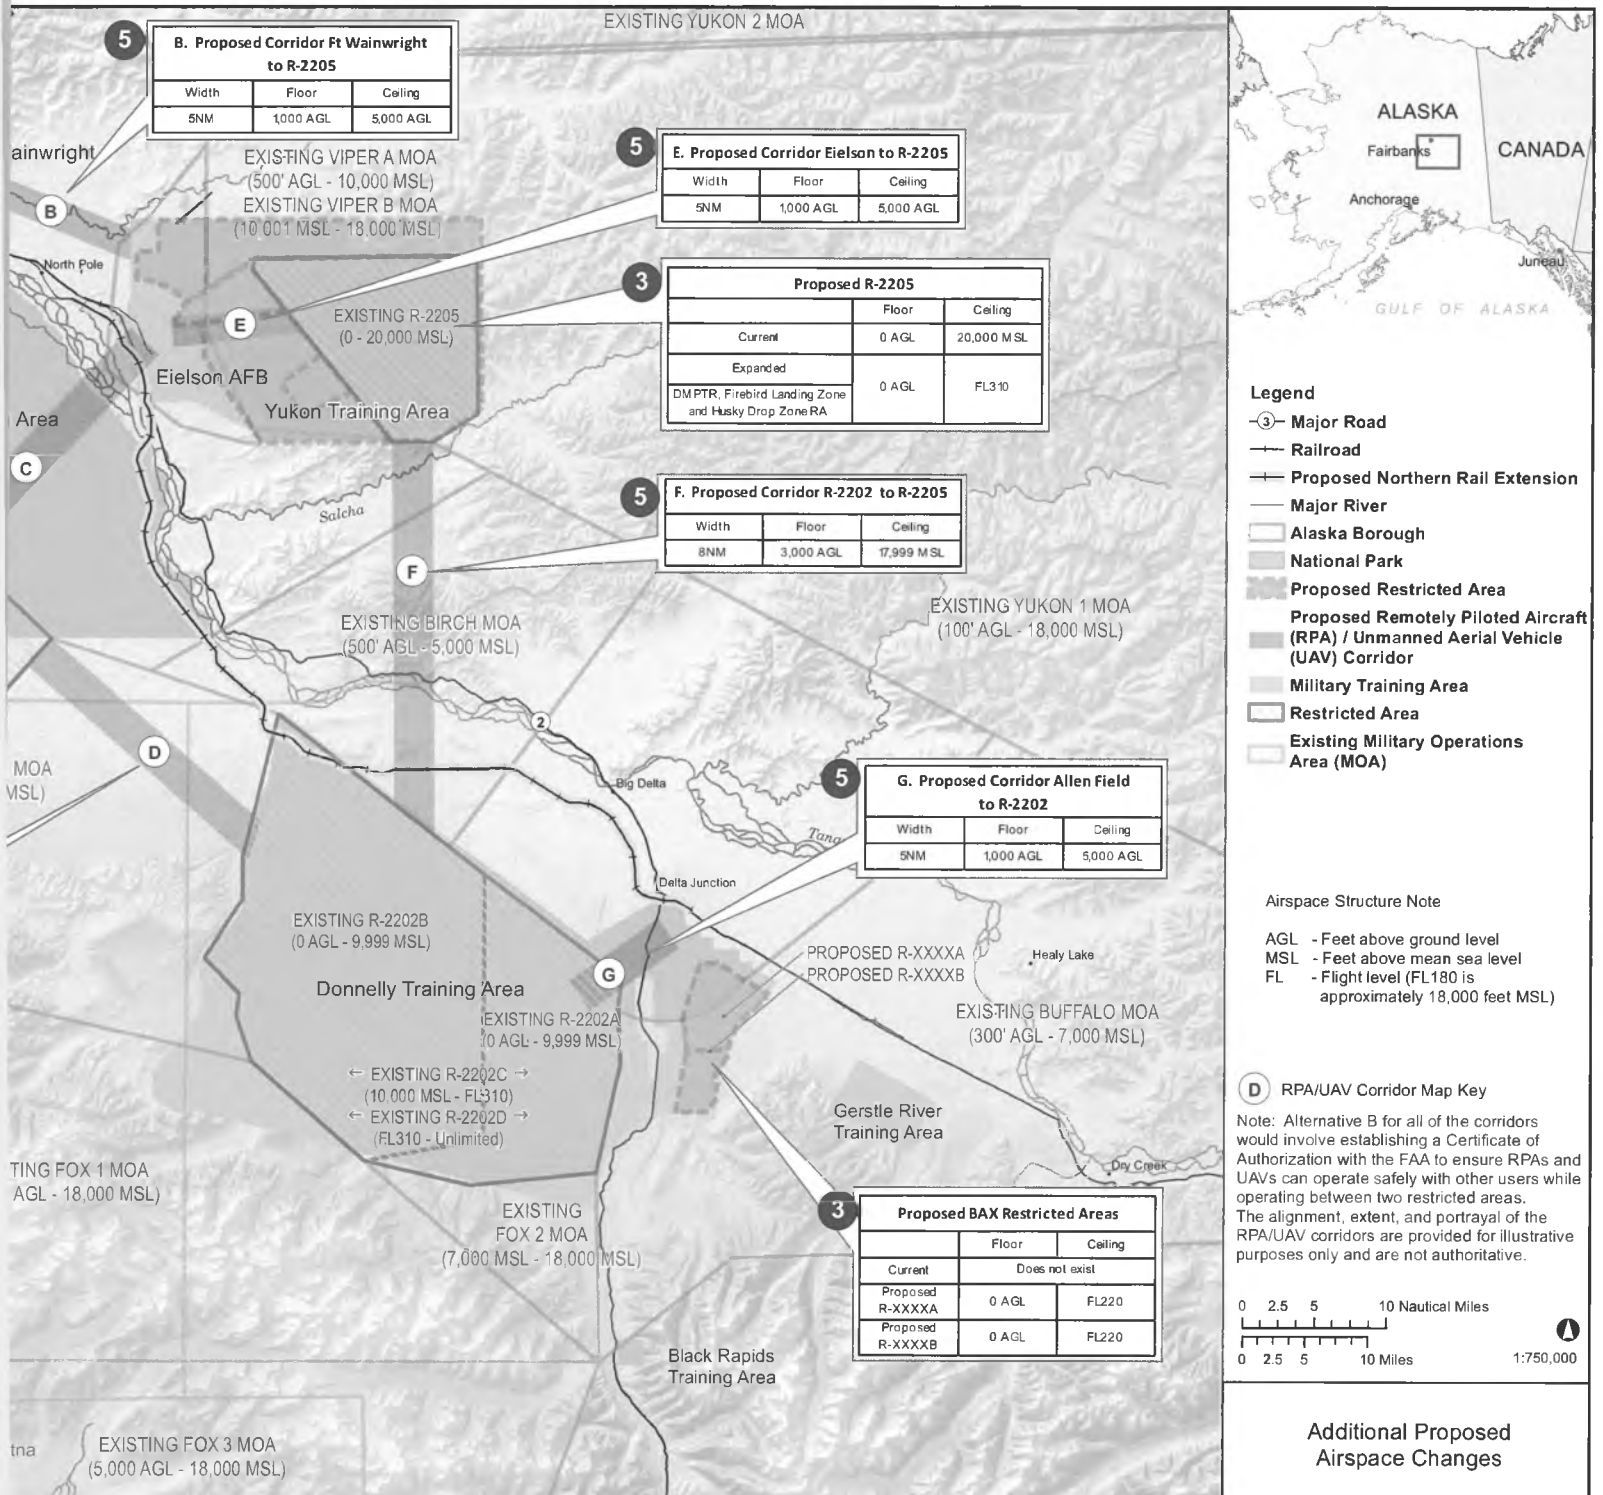 EXISTING YUKON 2 MOA
5
B. Proposed Corridor Ft Wainwright
to R-2205
Width Floor Ceiling
5NM 1,000 AGL 5,000 AGL
ainwright
EXISTING VIPER A MOA
(500' AGL - 10,000 MSL)
EXISTING VIPER B MOA
(10 001 MSL - 18,000 MSL)
B
North Pole
5
E. Proposed Corridor Eielson to R-2205
Width Floor Ceiling
5NM 1,000 AGL 5,000 AGL
E
EXISTING R-2205
(0 - 20,000 MSL)
3
Proposed R-2205
Floor Ceiling
Current 0 AGL 20,000 MSL
Expanded
DMPTR, Firebird Landing Zone
and Husky Drop Zone RA
0 AGL FL310
Eielson AFB
Yukon Training Area
Area
C
Salcha
5
F. Proposed Corridor R-2202 to R-2205
Width Floor Ceiling
8NM 3,000 AGL 17,999 MSL
F
EXISTING BIRCH MOA
(500' AGL - 5,000 MSL)
EXISTING YUKON 1 MOA
(100' AGL - 18,000 MSL)
2
D
MOA
MSL)
Big Delta
5
G. Proposed Corridor Allen Field
to R-2202
Width Floor Ceiling
5NM 1,000 AGL 5,000 AGL
Tana
Delta Junction
EXISTING R-2202B
(0 AGL - 9,999 MSL)
Donnelly Training Area
G
PROPOSED R-XXXXA
PROPOSED R-XXXXB
Healy Lake
EXISTING BUFFALO MOA
(300' AGL - 7,000 MSL)
EXISTING R-2202A
(0 AGL - 9,999 MSL)
← EXISTING R-2202C →
(10,000 MSL - FL310)
← EXISTING R-2202D →
(FL310 - Unlimited)
Gerstle River
Training Area
Dry Creek
TING FOX 1 MOA
AGL - 18,000 MSL)
EXISTING
FOX 2 MOA
(7,000 MSL - 18,000 MSL)
3
Proposed BAX Restricted Areas
Floor Ceiling
Current Does not exist
Proposed
R-XXXXA
0 AGL FL220
Proposed
R-XXXXB
0 AGL FL220
Black Rapids
Training Area
tna
EXISTING FOX 3 MOA
(5,000 AGL - 18,000 MSL)
ALASKA
Fairbanks
CANADA
Anchorage
Juneau
GULF OF ALASKA
Legend
3 Major Road
Railroad
Proposed Northern Rail Extension
Major River
Alaska Borough
National Park
Proposed Restricted Area
Proposed Remotely Piloted Aircraft
(RPA) / Unmanned Aerial Vehicle
(UAV) Corridor
Military Training Area
Restricted Area
Existing Military Operations
Area (MOA)
Airspace Structure Note
AGL - Feet above ground level
MSL - Feet above mean sea level
FL - Flight level (FL180 is
approximately 18,000 feet MSL)
D RPA/UAV Corridor Map Key
Note: Alternative B for all of the corridors
would involve establishing a Certificate of
Authorization with the FAA to ensure RPAs and
UAVs can operate safely with other users while
operating between two restricted areas.
The alignment, extent, and portrayal of the
RPA/UAV corridors are provided for illustrative
purposes only and are not authoritative.
0 2.5 5 10 Nautical Miles
0 2.5 5 10 Miles
1:750,000
Additional Proposed
Airspace Changes